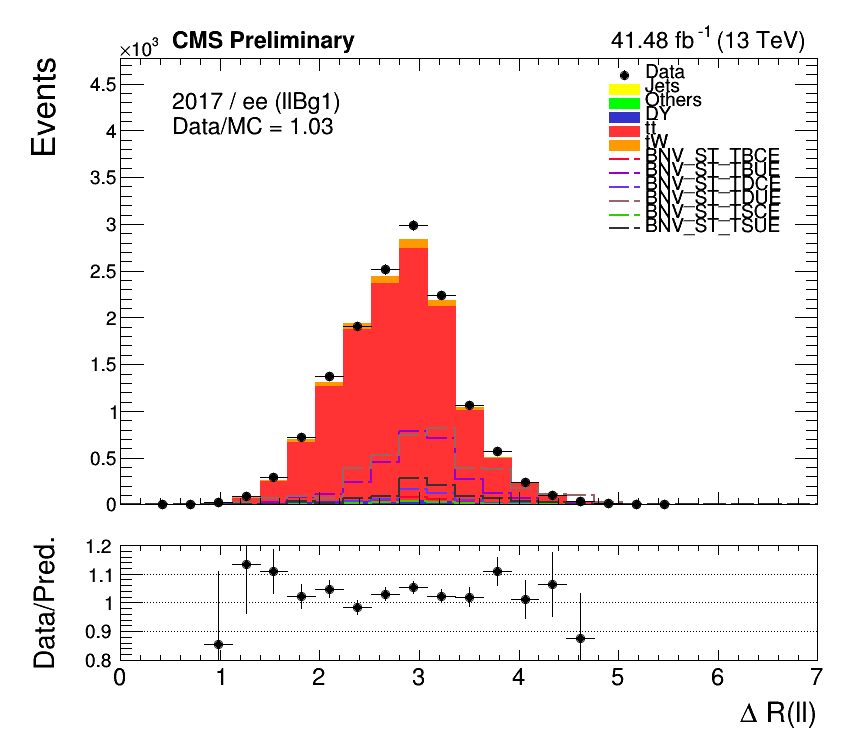 ×10³ CMS Preliminary 41.48 fb⁻¹ (13 TeV)
Events
2017 / ee (llBg1)
Data/MC = 1.03
Data
Jets
Others
DY
tt
tW
BNV_ST_TBCE
BNV_ST_TBUE
BNV_ST_TDCE
BNV_ST_TDUE
BNV_ST_TSCE
BNV_ST_TSUE
4.5
4
3.5
3
2.5
2
1.5
1
0.5
0
Data/Pred.
1.2
1.1
1
0.9
0.8
0 1 2 3 4 5 6 7
Δ R(ll)